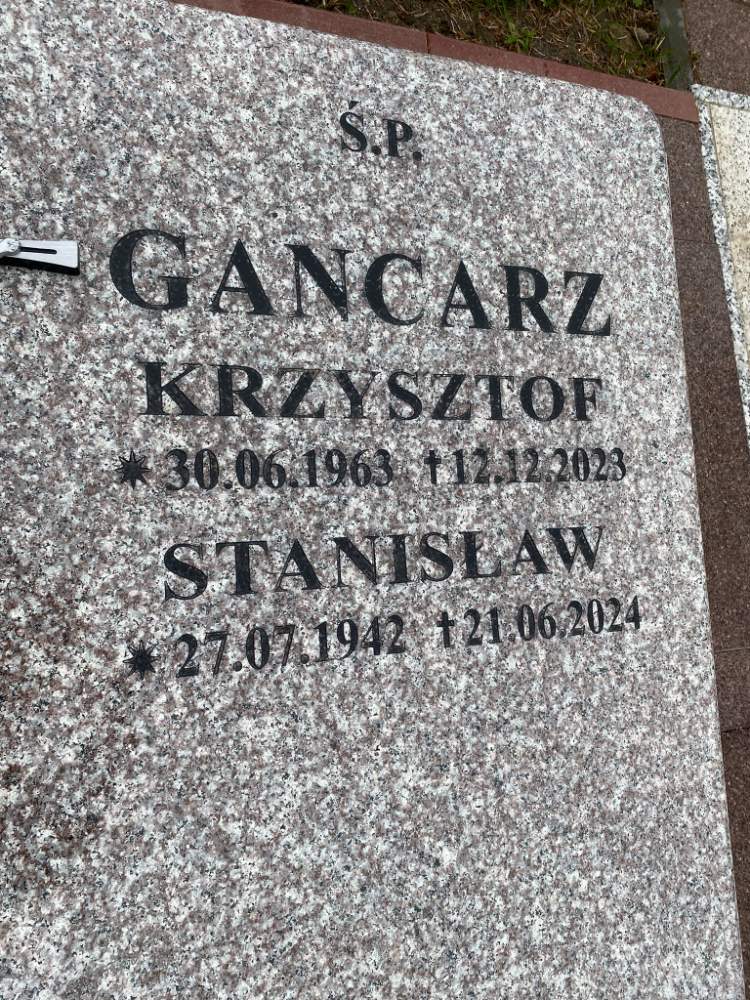 Ś.P.
GANCARZ
KRZYSZTOF
✷ 30.06.1963 ✝ 12.12.2023
STANISŁAW
✷ 27.07.1942 ✝ 21.06.2024